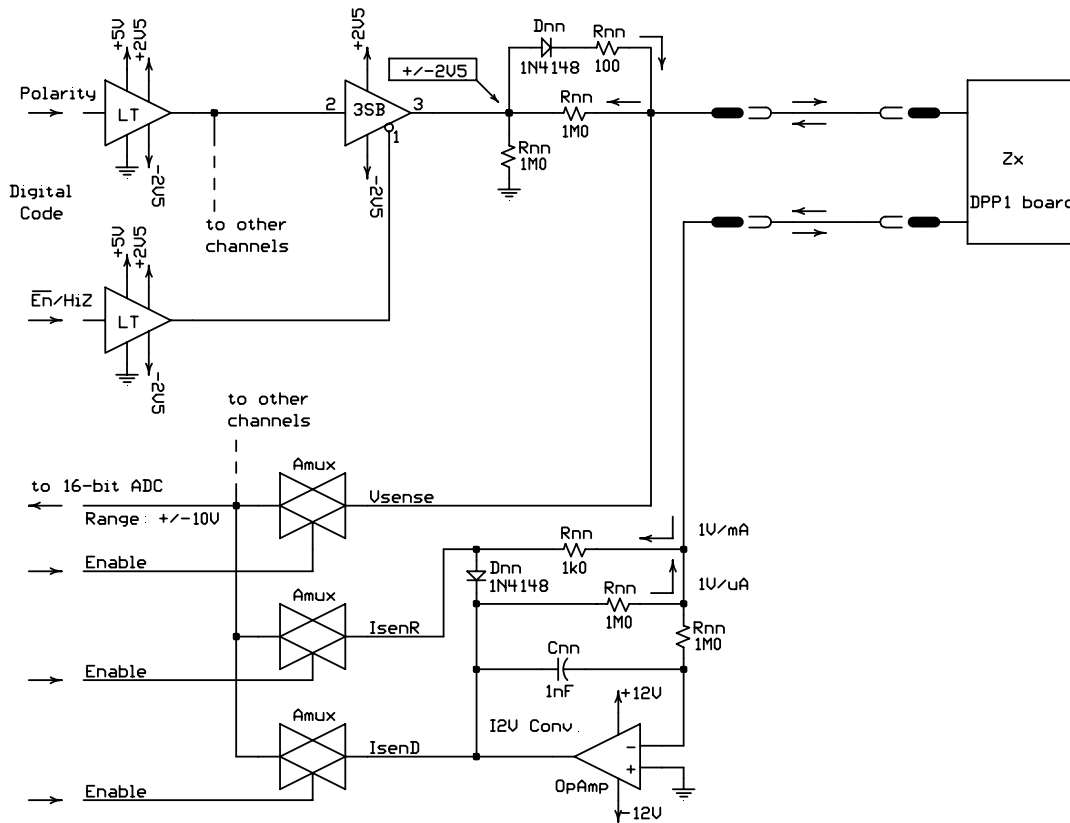 +5V
+2V5
Polarity
LT
-2V5
+2V5
2
3SB
3
1
-2V5
+/-2V5
Dnn
1N4148
Rnn
100
Rnn
1M0
Rnn
1M0
Zx
DPP1 board
Digital
Code
to other
channels
+5V
+2V5
En/HiZ
LT
-2V5
to other
channels
Amux
to 16-bit ADC
Range: +/-10V
Vsense
Enable
Rnn
1k0
1V/mA
Dnn
1N4148
Rnn
1M0
1V/uA
Amux
IsenR
Enable
Rnn
1M0
Cnn
1nF
+12V
Amux
I2V Conv.
IsenD
-
+
OpAmp
Enable
-12V